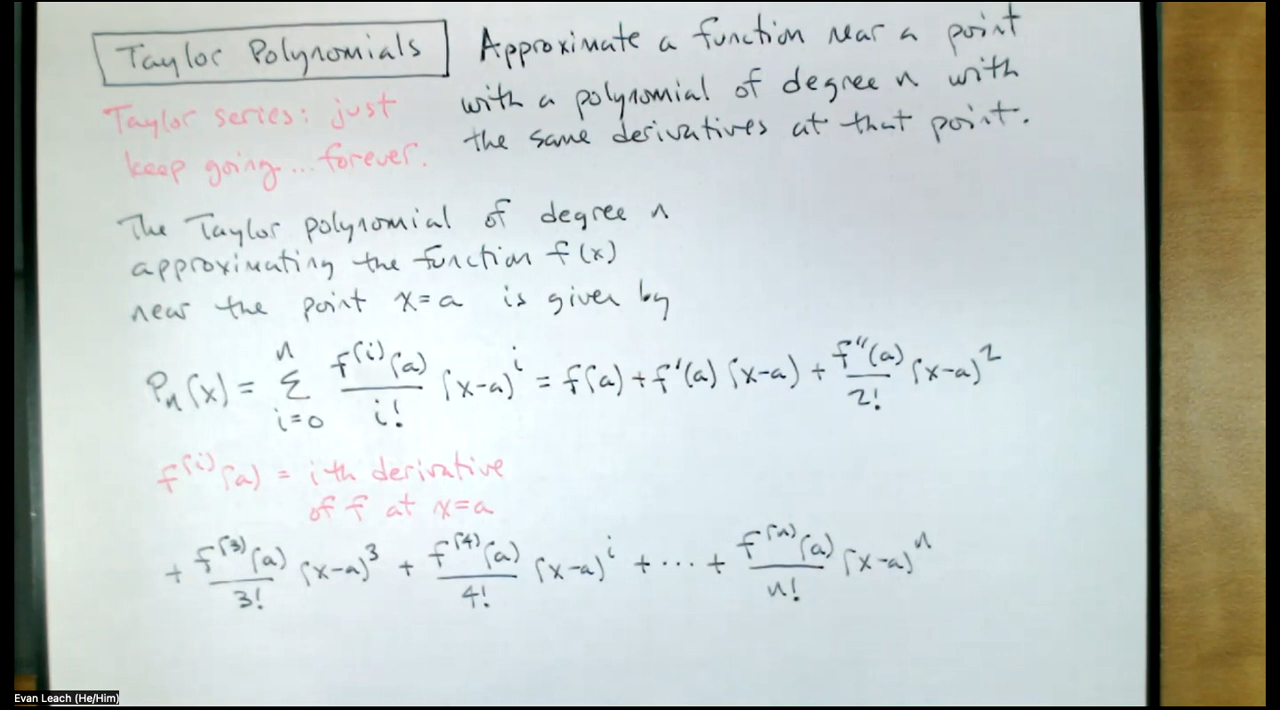 Taylor Polynomials
Approximate a function near a point
with a polynomial of degree n with
the same derivatives at that point.
Taylor series: just
keep going... forever.
The Taylor polynomial of degree n
approximating the function f(x)
near the point x=a is given by
Pₙ(x) = Σ_{i=0}^{n} f⁽ⁱ⁾(a)/i! (x-a)ⁱ = f(a) + f'(a)(x-a) + f''(a)/2! (x-a)²
f⁽ⁱ⁾(a) = ith derivative
of f at x=a
+ f⁽³⁾(a)/3! (x-a)³ + f⁽⁴⁾(a)/4! (x-a)ⁱ + ... + f⁽ⁿ⁾(a)/n! (x-a)ⁿ
Evan Leach (He/Him)